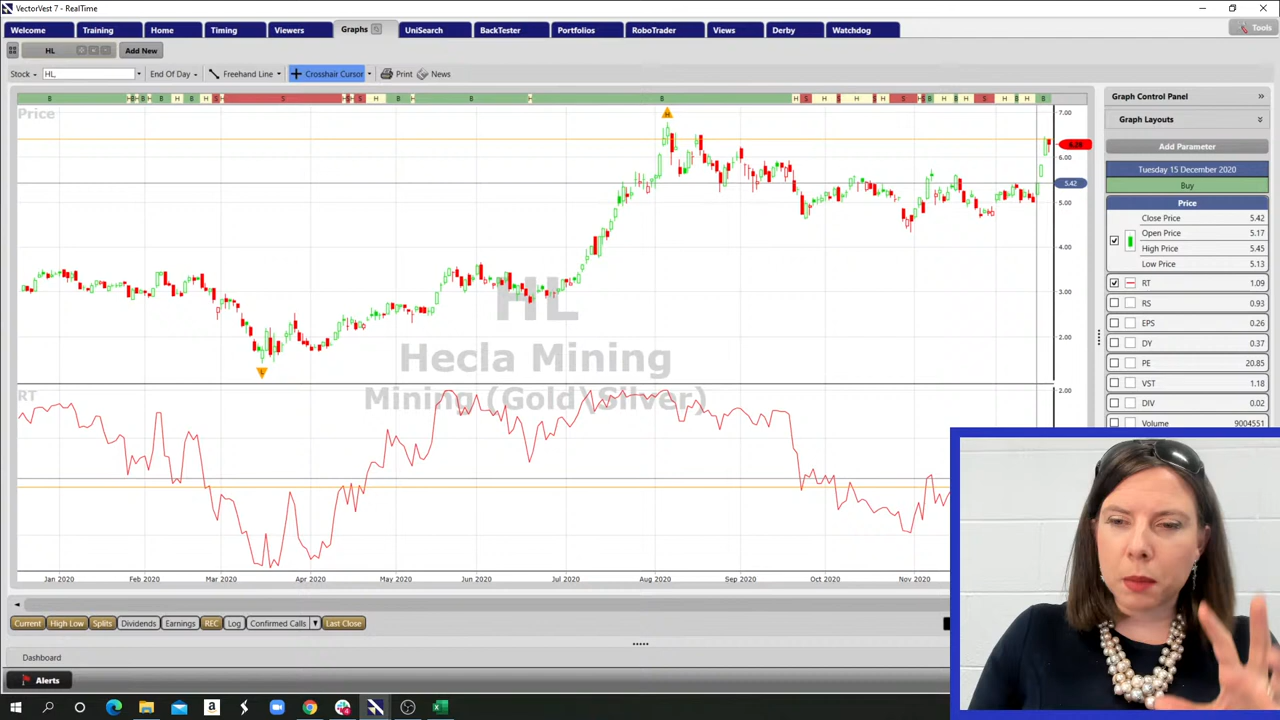 VectorVest 7 - RealTime
Welcome Training Home Timing Viewers Graphs UniSearch BackTester Portfolios RoboTrader Views Derby Watchdog Tools
HL Add New
Stock HL, End Of Day Freehand Line Crosshair Cursor Print News
B H B H B H B H B H S H S H S H B H B H B H S H H S H S H B H B H S H B H B
Price
H
7.00
6.00
5.42
5.00
4.00
3.00
2.00
L
HL
Hecla Mining
Mining (Gold\Silver)
RT
2.00
Jan 2020 Feb 2020 Mar 2020 Apr 2020 May 2020 Jun 2020 Jul 2020 Aug 2020 Sep 2020 Oct 2020 Nov 2020
Current High Low Splits Dividends Earnings REC Log Confirmed Calls Last Close
Dashboard
Alerts
Graph Control Panel
Graph Layouts
Add Parameter
Tuesday 15 December 2020
Buy
Price
Close Price 5.42
Open Price 5.17
High Price 5.45
Low Price 5.13
RT 1.09
RS 0.93
EPS 0.26
DY 0.37
PE 20.85
VST 1.18
DIV 0.02
Volume 9004551